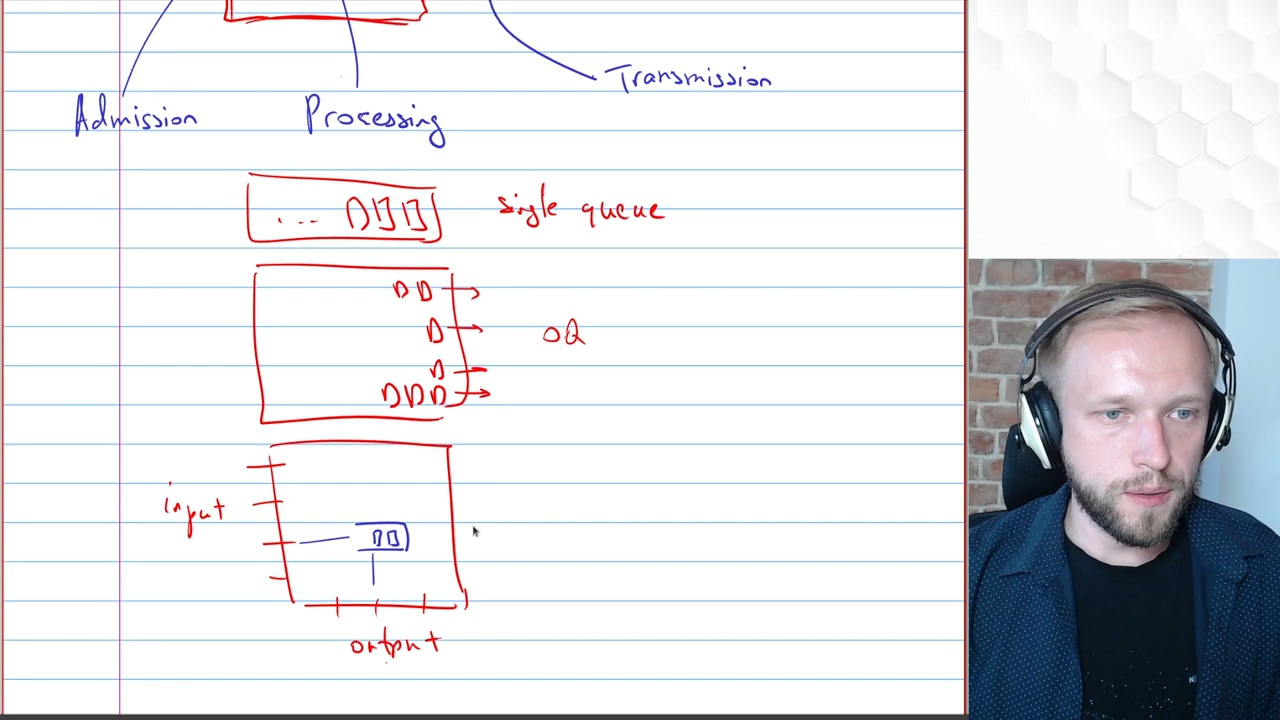 Transmission
Admission
Processing
... single queue
OQ
input
output